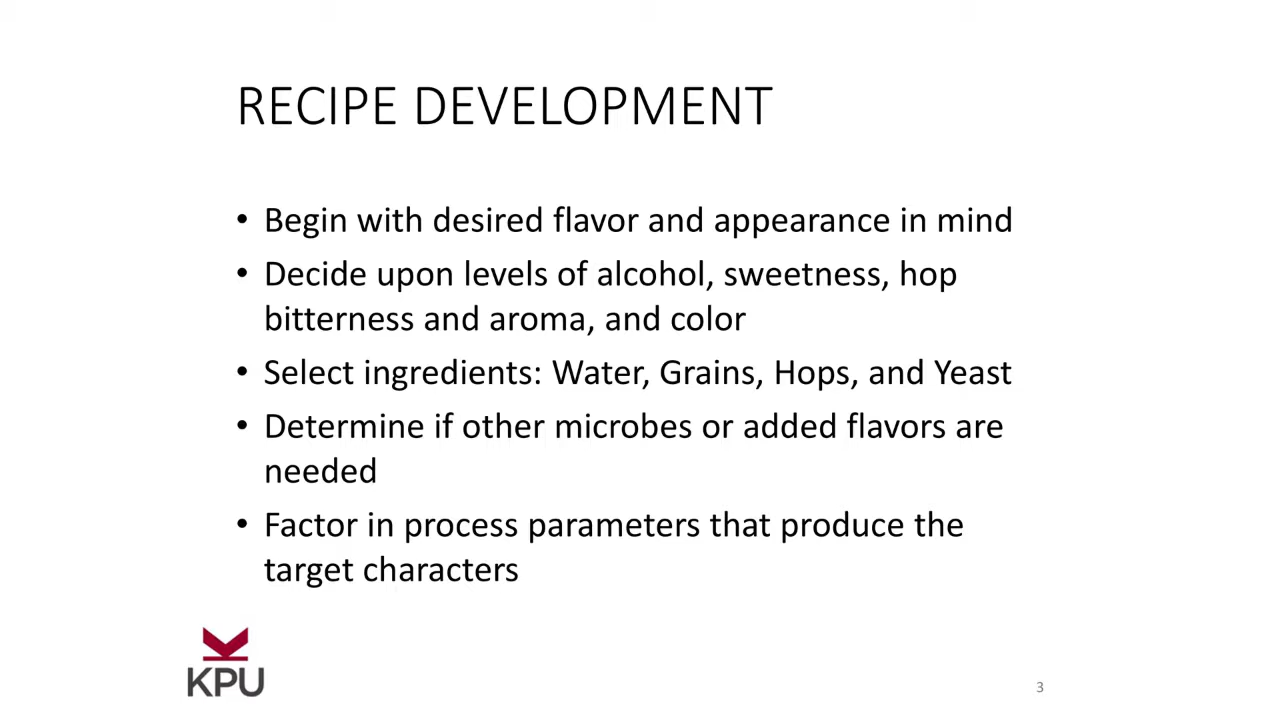 RECIPE DEVELOPMENT
• Begin with desired flavor and appearance in mind
• Decide upon levels of alcohol, sweetness, hop
bitterness and aroma, and color
• Select ingredients: Water, Grains, Hops, and Yeast
• Determine if other microbes or added flavors are
needed
• Factor in process parameters that produce the
target characters
KPU
3